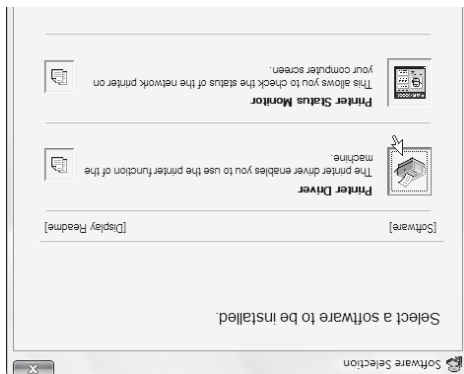 Software Selection
X
Select a software to be installed.
[Software] [Display Readme]
Printer Driver
The printer driver enables you to use the printer function of the
machine.
Printer Status Monitor
This allows you to check the status of the network printer on
your computer screen.